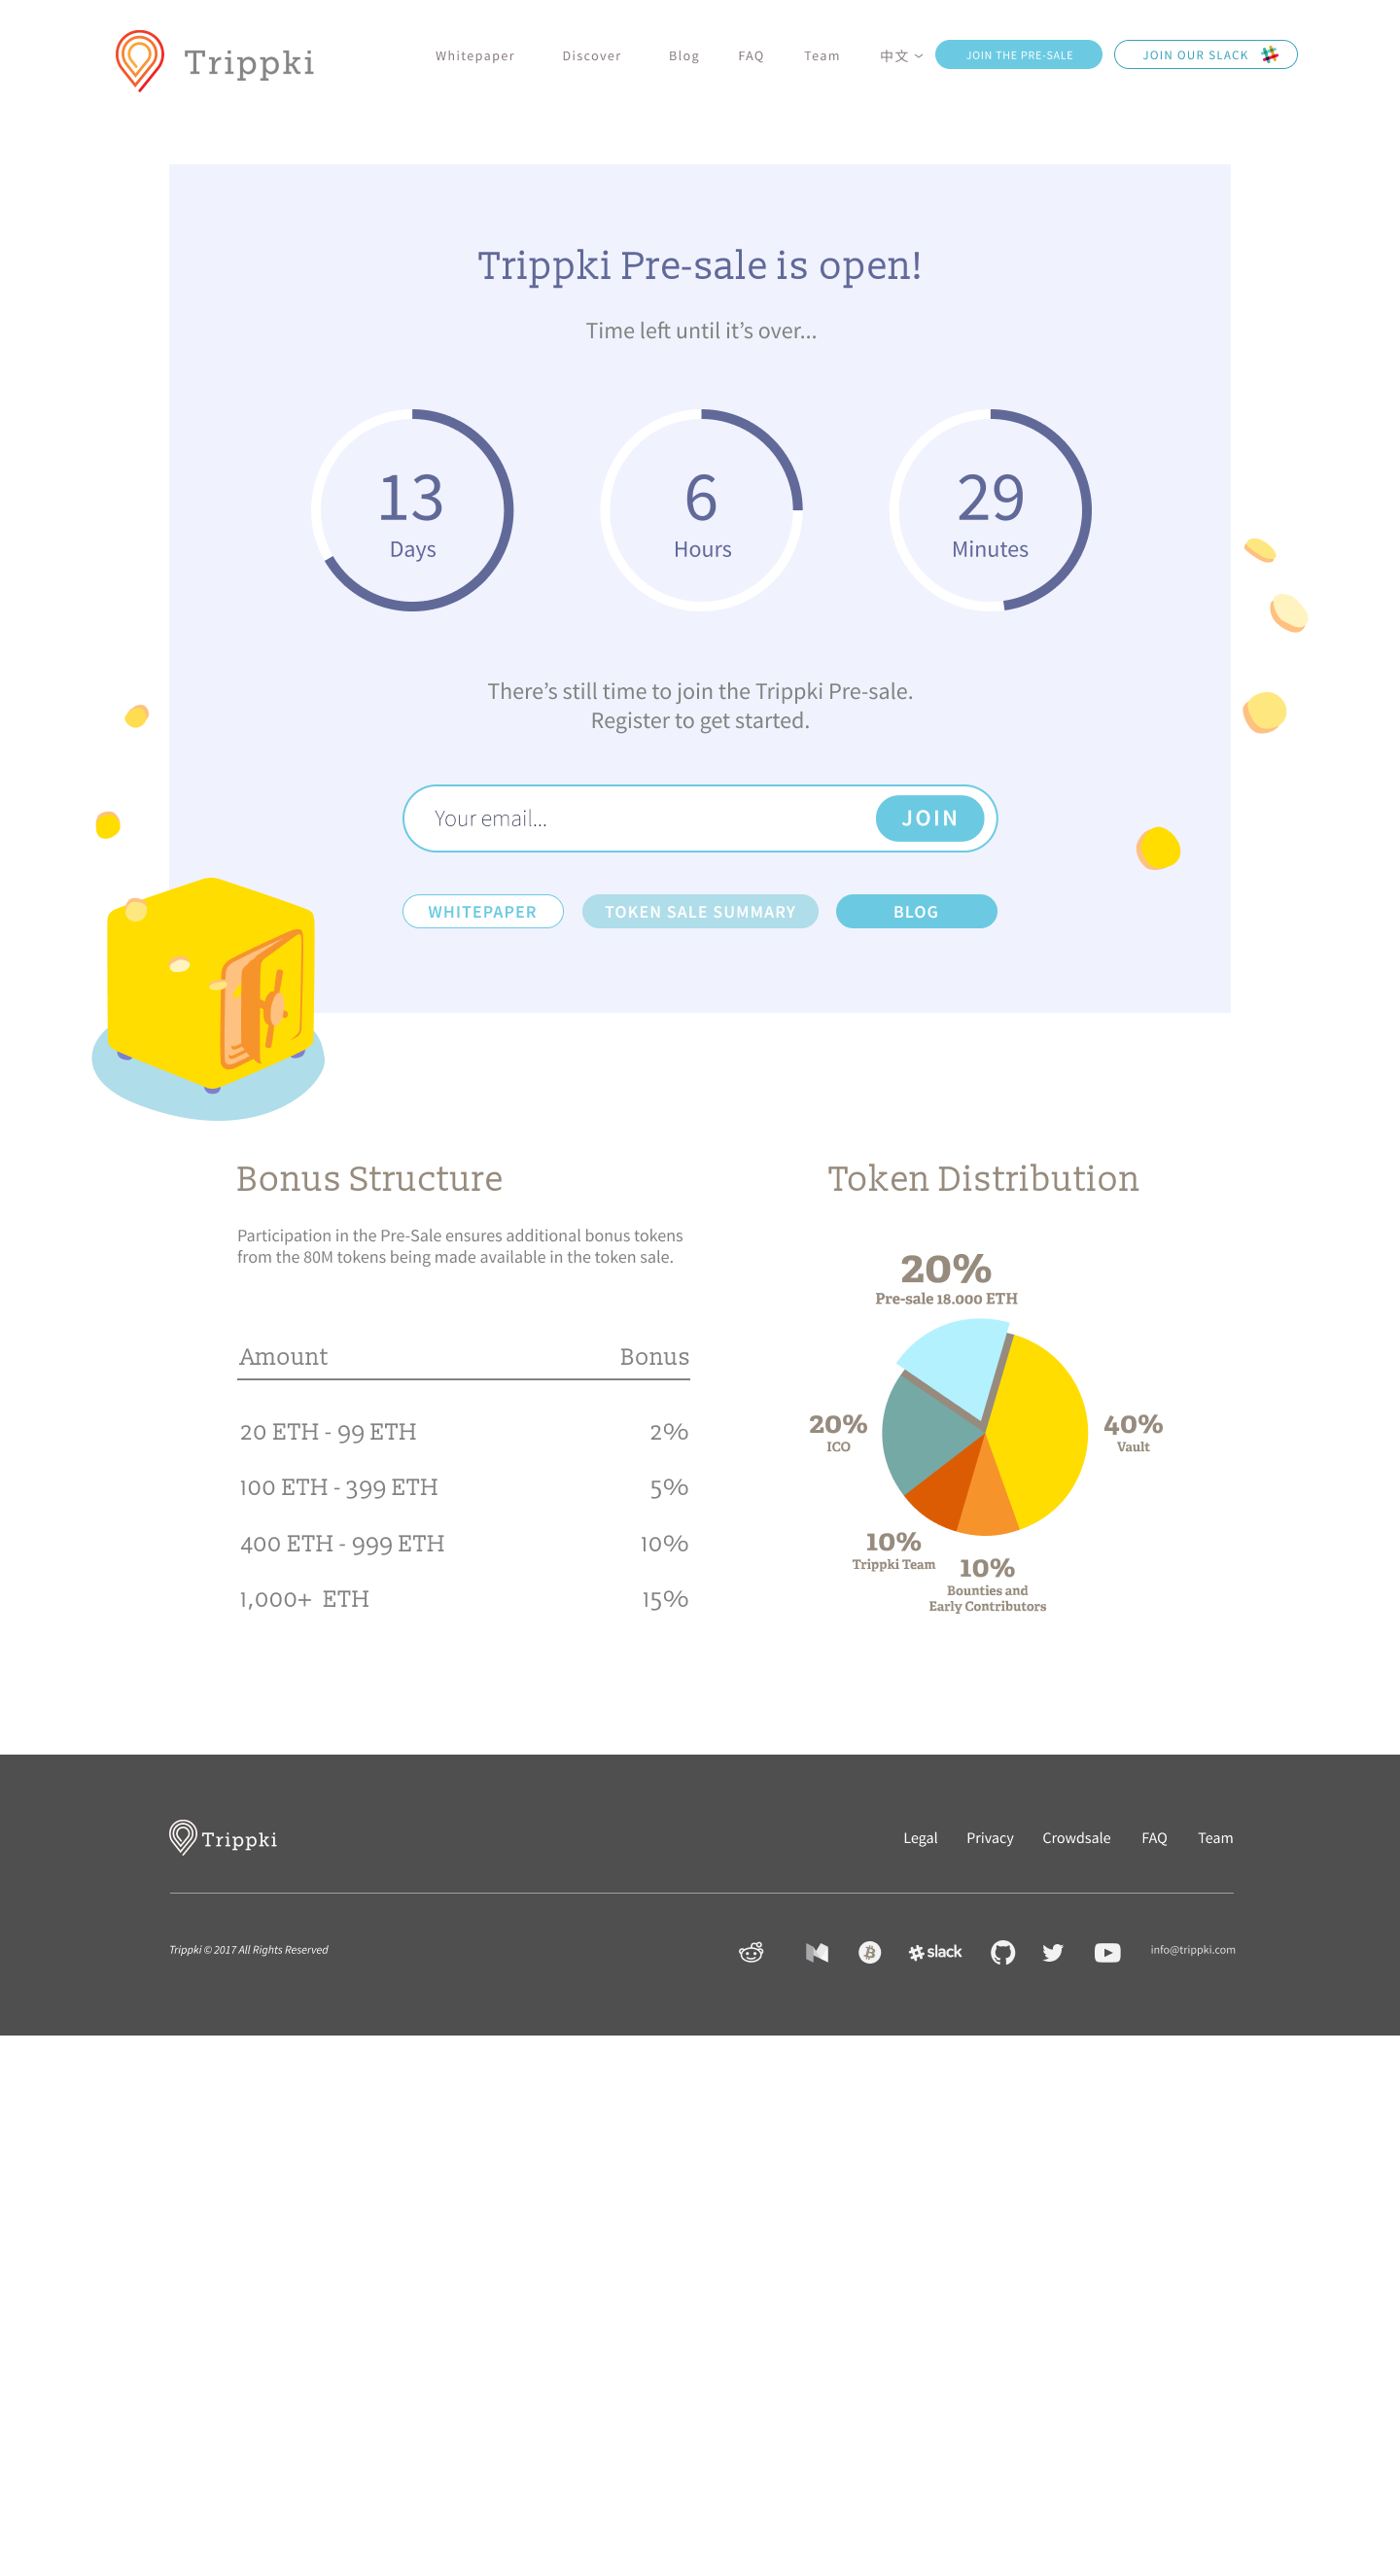 Trippki
Whitepaper
Discover
Blog
FAQ
Team
中文
JOIN THE PRE-SALE
JOIN OUR SLACK
Trippki Pre-sale is open!
Time left until it’s over...
13
Days
6
Hours
29
Minutes
There’s still time to join the Trippki Pre-sale.
Register to get started.
Your email...
JOIN
WHITEPAPER
TOKEN SALE SUMMARY
BLOG
Bonus Structure
Participation in the Pre-Sale ensures additional bonus tokens
from the 80M tokens being made available in the token sale.
Amount Bonus
20 ETH - 99 ETH 2%
100 ETH - 399 ETH 5%
400 ETH - 999 ETH 10%
1,000+ ETH 15%
Token Distribution
20%
Pre-sale 18.000 ETH
20%
ICO
40%
Vault
10%
Trippki Team
10%
Bounties and
Early Contributors
Trippki
Legal
Privacy
Crowdsale
FAQ
Team
Trippki © 2017 All Rights Reserved
slack
info@trippki.com